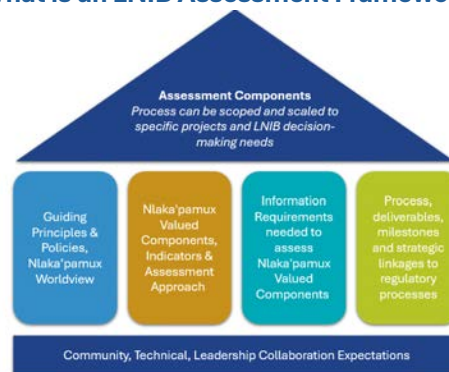 What is an LNIB Assessment Framewo
Assessment Components
Process can be scoped and scaled to
specific projects and LNIB decision-
making needs
Guiding
Principles &
Policies,
Nlaka'pamux
Worldview
Nlaka'pamux
Valued
Components,
Indicators &
Assessment
Approach
Information
Requirements
needed to
assess
Nlaka'pamux
Valued
Components
Process,
deliverables,
milestones
and strategic
linkages to
regulatory
processes
Community, Technical, Leadership Collaboration Expectations